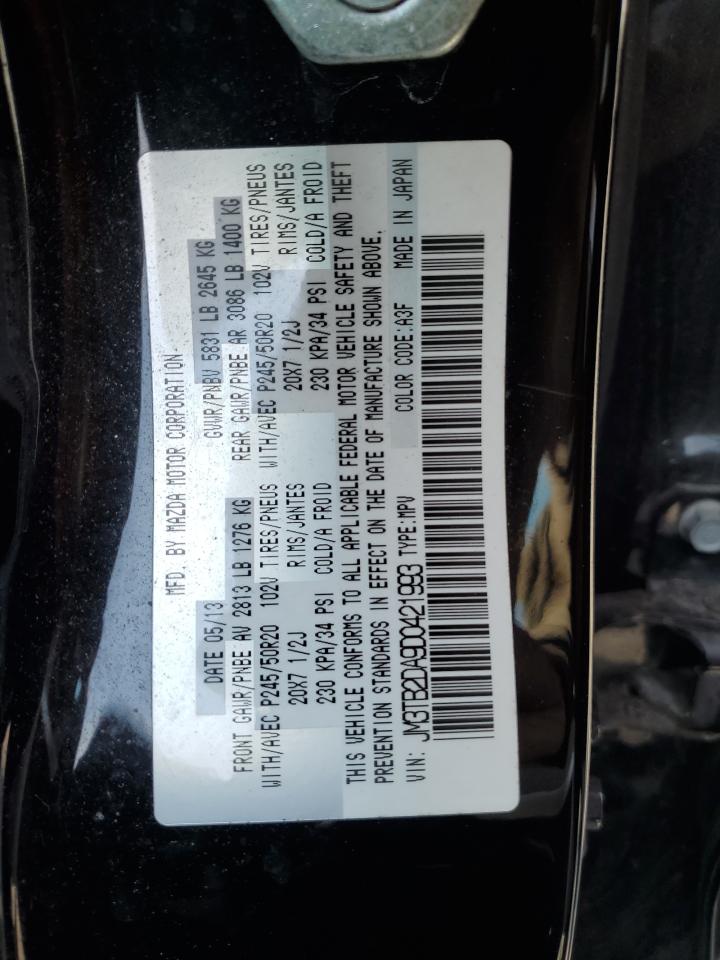 MFD. BY MAZDA MOTOR CORPORATION
DATE 05/13 GVWR/PNBV 5831 LB 2645 KG
FRONT GAWR/PNBE AV 2813 LB 1276 KG REAR GAWR/PNBE AR 3086 LB 1400 KG
WITH/AVEC P245/50R20 102V TIRES/PNEUS WITH/AVEC P245/50R20 102V TIRES/PNEUS
20X7 1/2J RIMS/JANTES 20X7 1/2J RIMS/JANTES
230 KPA/34 PSI COLD/A FROID 230 KPA/34 PSI COLD/A FROID
THIS VEHICLE CONFORMS TO ALL APPLICABLE FEDERAL MOTOR VEHICLE SAFETY AND THEFT
PREVENTION STANDARDS IN EFFECT ON THE DATE OF MANUFACTURE SHOWN ABOVE.
VIN: JM3TB2DA9D0421993 TYPE:MPV COLOR CODE:A3F MADE IN JAPAN